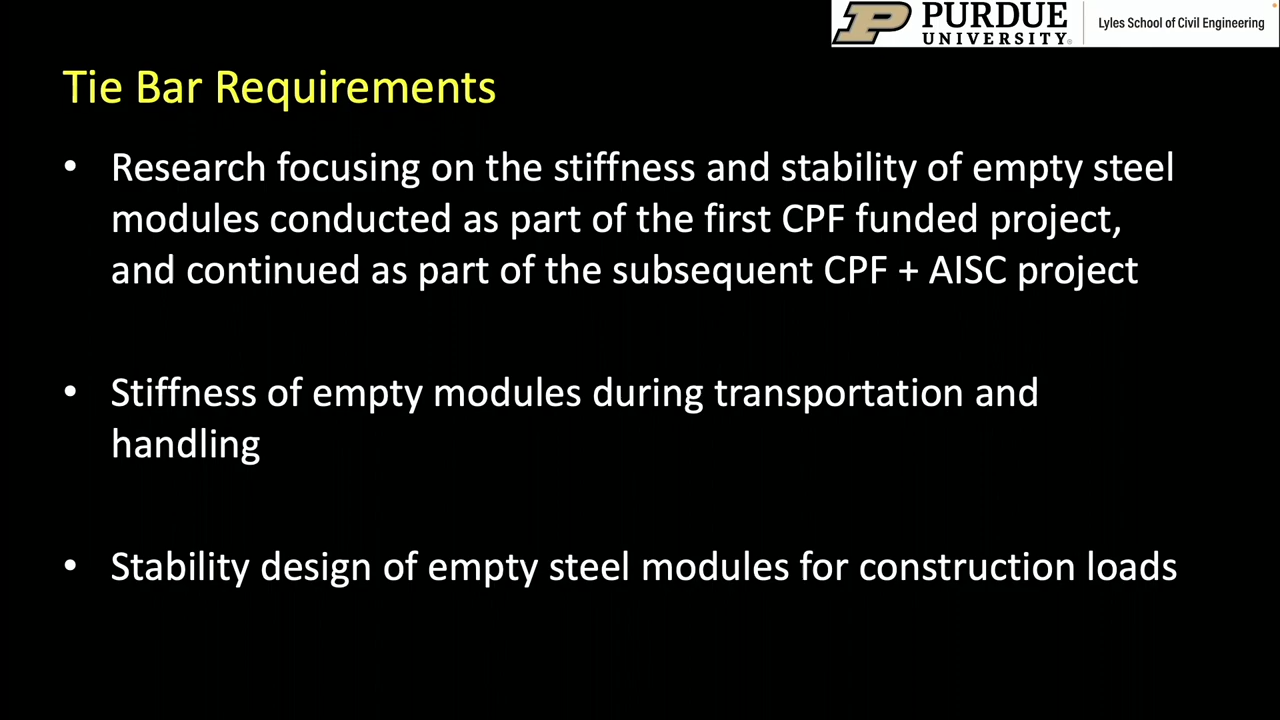 PURDUE
UNIVERSITY®
Lyles School of Civil Engineering
Tie Bar Requirements
• Research focusing on the stiffness and stability of empty steel
modules conducted as part of the first CPF funded project,
and continued as part of the subsequent CPF + AISC project
• Stiffness of empty modules during transportation and
handling
• Stability design of empty steel modules for construction loads